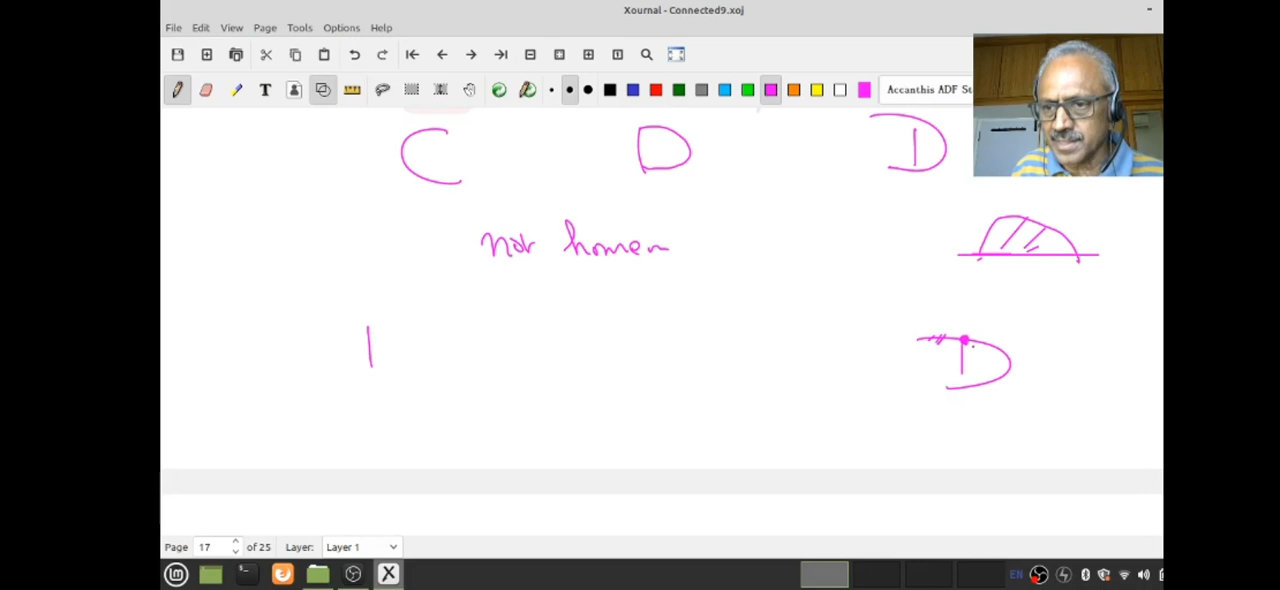 Xournal - Connected9.xoj
File Edit View Page Tools Options Help
T Accanthis ADF St
C D D
not homeo
D
Page 17 of 25 Layer: Layer 1
EN